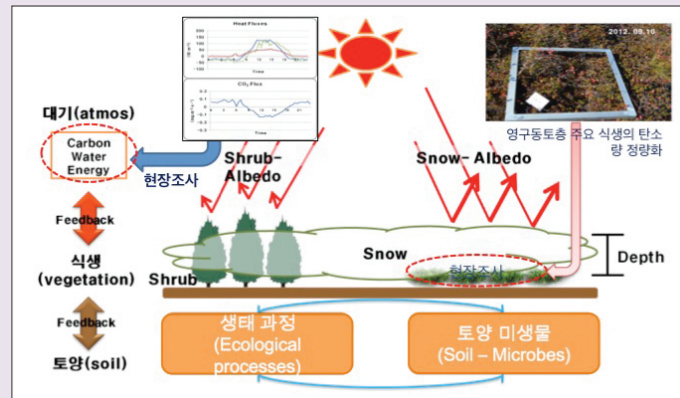 Heat Fluxes
Time
CO₂ Flux
Time
2012. 09. 10
대기(atmos)
Carbon
Water
Energy
현장조사
영구동토층 주요 식생의 탄소
량 정량화
Shrub-
Albedo
Snow- Albedo
Feedback
식생
(vegetation)
Snow
Depth
현장조사
Shrub
Feedback
생태 과정
(Ecological
processes)
토양 미생물
(Soil – Microbes)
토양(soil)